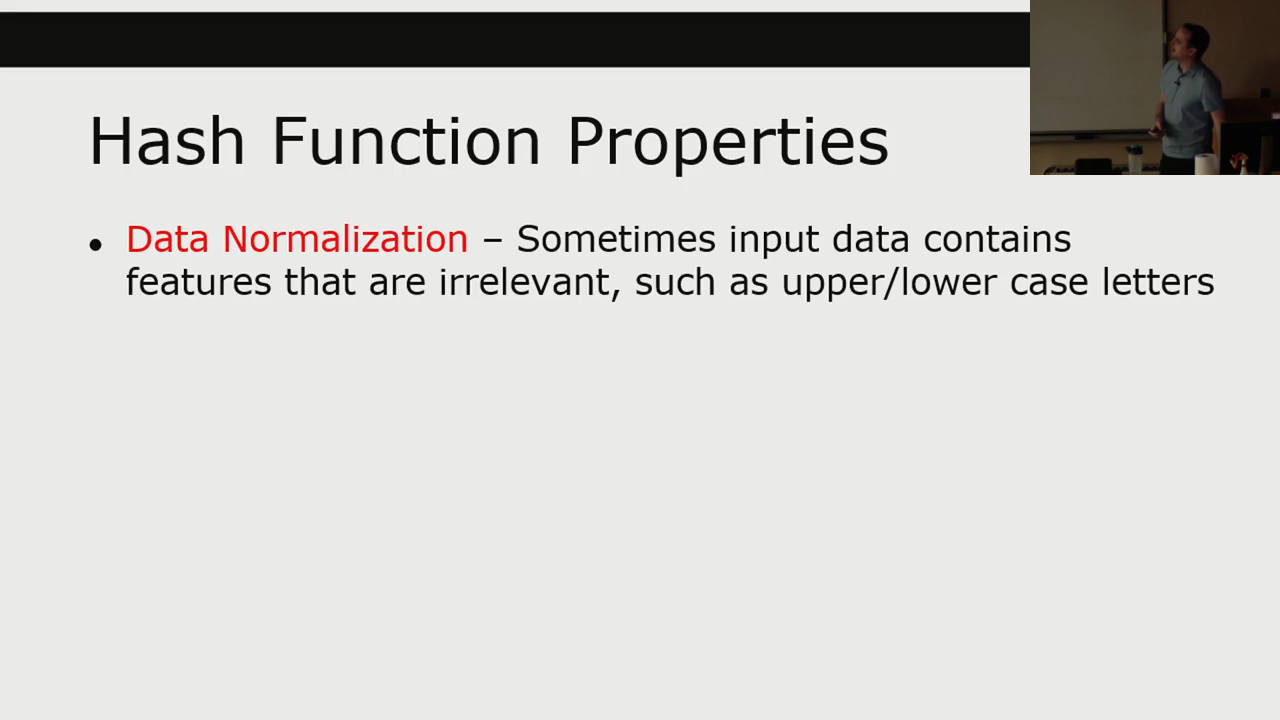 Hash Function Properties
• Data Normalization – Sometimes input data contains
features that are irrelevant, such as upper/lower case letters